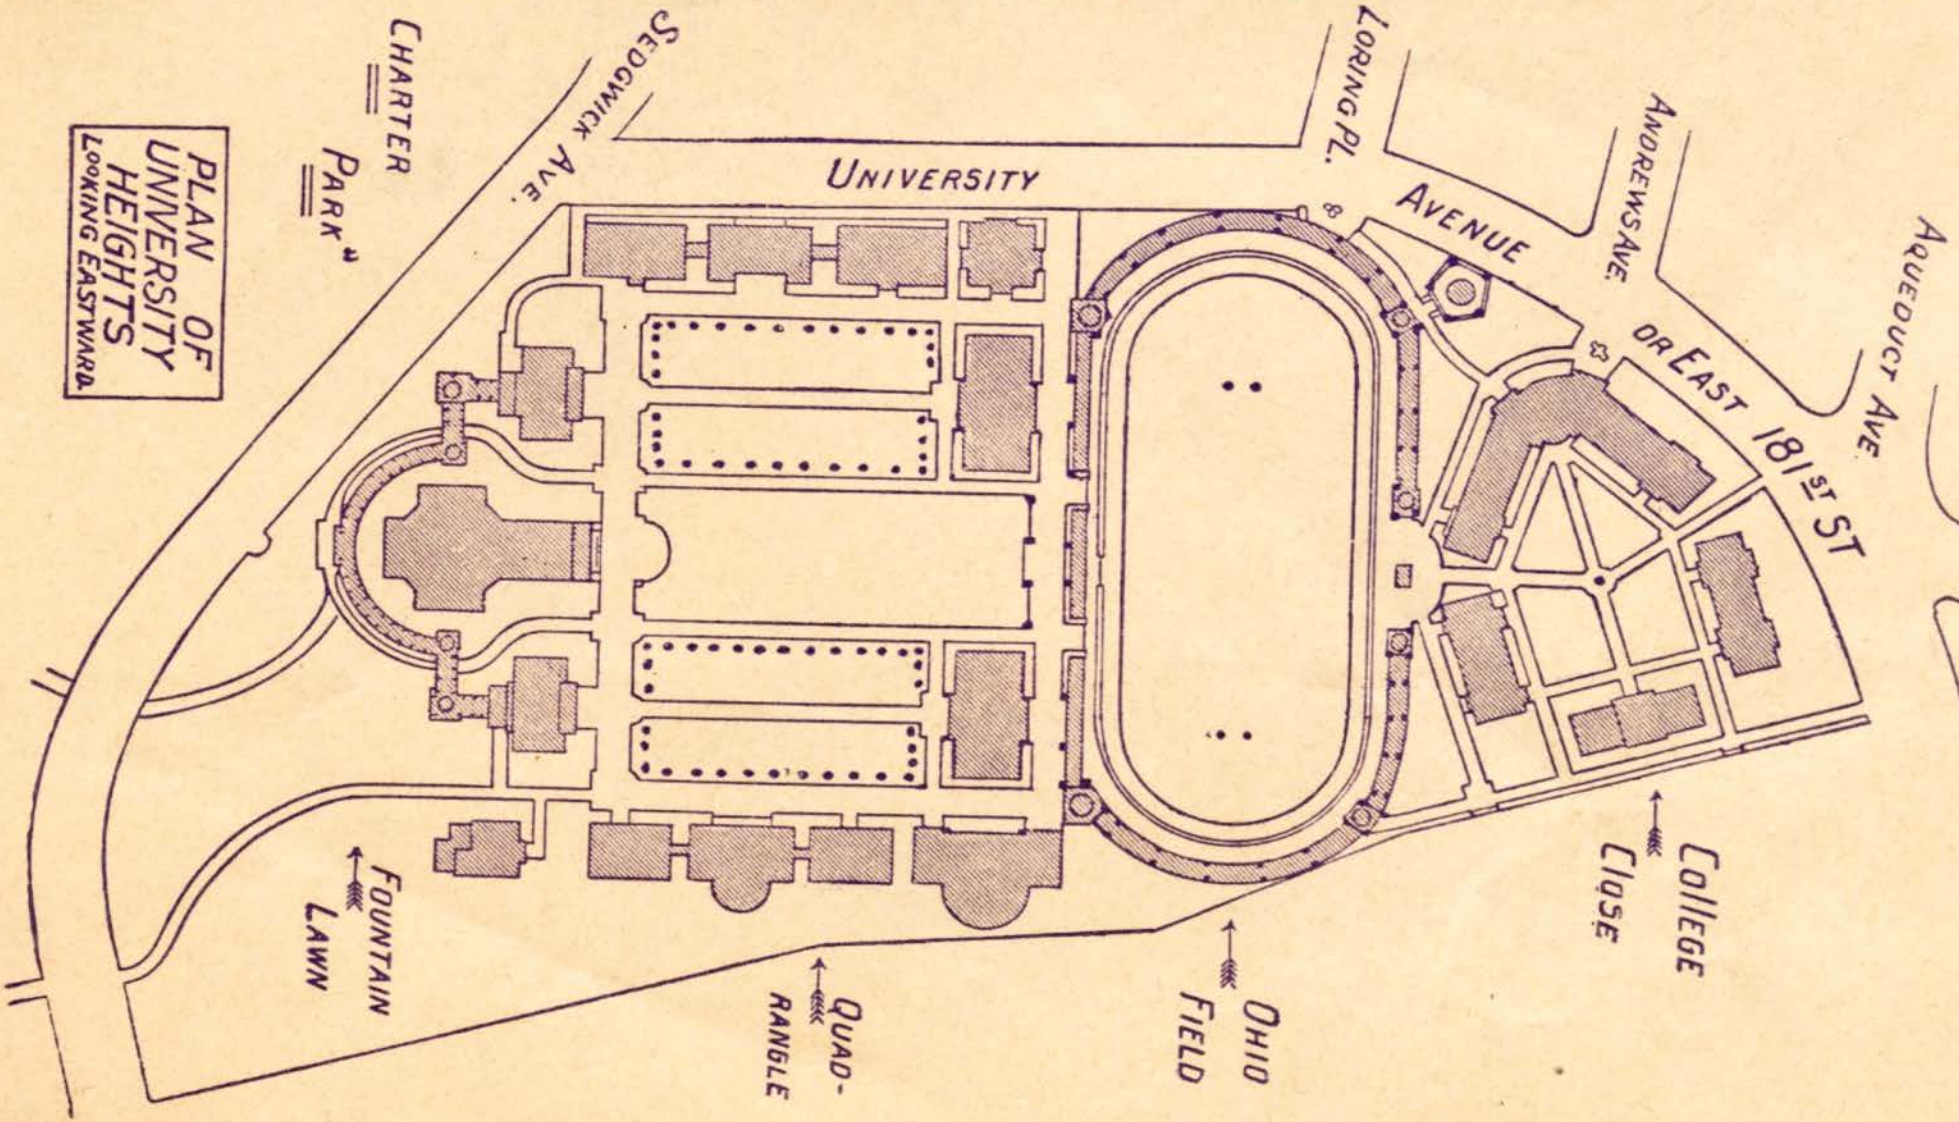 PLAN OF
UNIVERSITY
HEIGHTS
LOOKING EASTWARD.
CHARTER
PARK "
SEDGWICK AVE.
UNIVERSITY
AVENUE
OR EAST 181ST ST
LORING PL.
ANDREWS AVE.
AQUEDUCT AVE.
FOUNTAIN
LAWN
QUAD-
RANGLE
OHIO
FIELD
COLLEGE
CLOSE